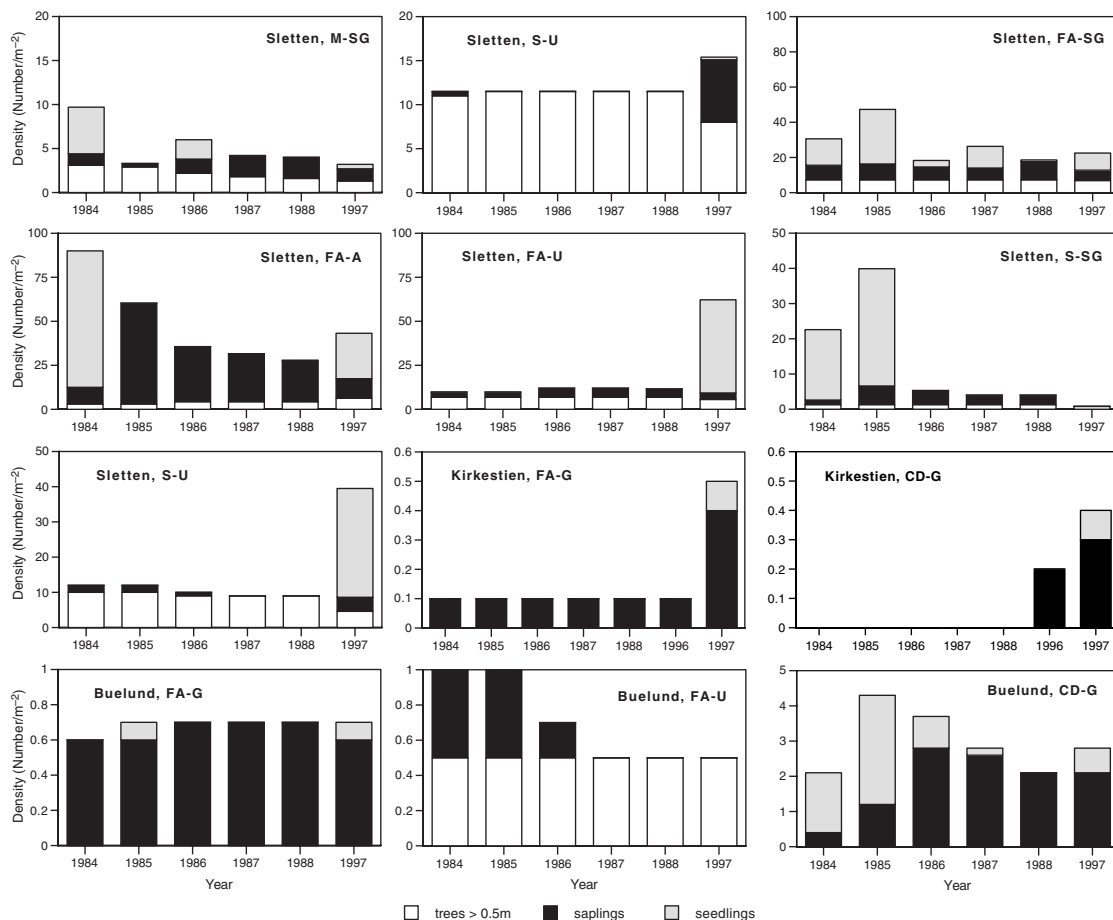 Density (Number/m–2)
20
15
10
5
0
Sletten, M-SG
1984 1985 1986 1987 1988 1997
20
15
10
5
0
Sletten, S-U
1984 1985 1986 1987 1988 1997
100
80
60
40
20
0
Sletten, FA-SG
1984 1985 1986 1987 1988 1997
Density (Number/m–2)
100
75
50
25
0
Sletten, FA-A
1984 1985 1986 1987 1988 1997
100
75
50
25
0
Sletten, FA-U
1984 1985 1986 1987 1988 1997
50
40
30
20
10
0
Sletten, S-SG
1984 1985 1986 1987 1988 1997
Density (Number/m–2)
50
40
30
20
10
0
Sletten, S-U
1984 1985 1986 1987 1988 1997
0.6
0.5
0.4
0.3
0.2
0.1
0
Kirkestien, FA-G
1984 1985 1986 1987 1988 1996 1997
0.6
0.5
0.4
0.3
0.2
0.1
0
Kirkestien, CD-G
1984 1985 1986 1987 1988 1996 1997
Density (Number/m–2)
1
0.8
0.6
0.4
0.2
0
Buelund, FA-G
1984 1985 1986 1987 1988 1997
Year
1
0.8
0.6
0.4
0.2
0
Buelund, FA-U
1984 1985 1986 1987 1988 1997
Year
5
4
3
2
1
0
Buelund, CD-G
1984 1985 1986 1987 1988 1997
Year
trees > 0.5m saplings seedlings